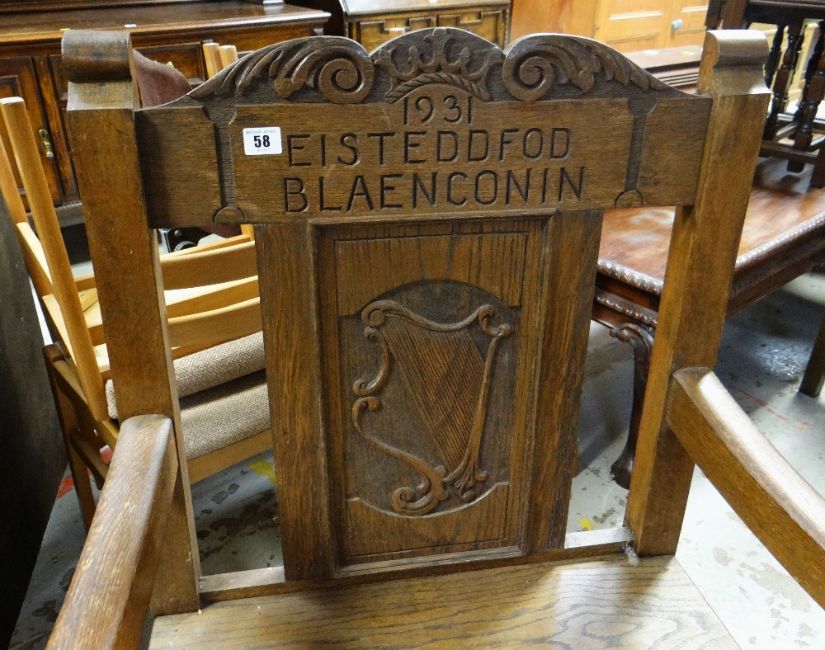 1931
EISTEDDFOD
BLAENCONIN
58